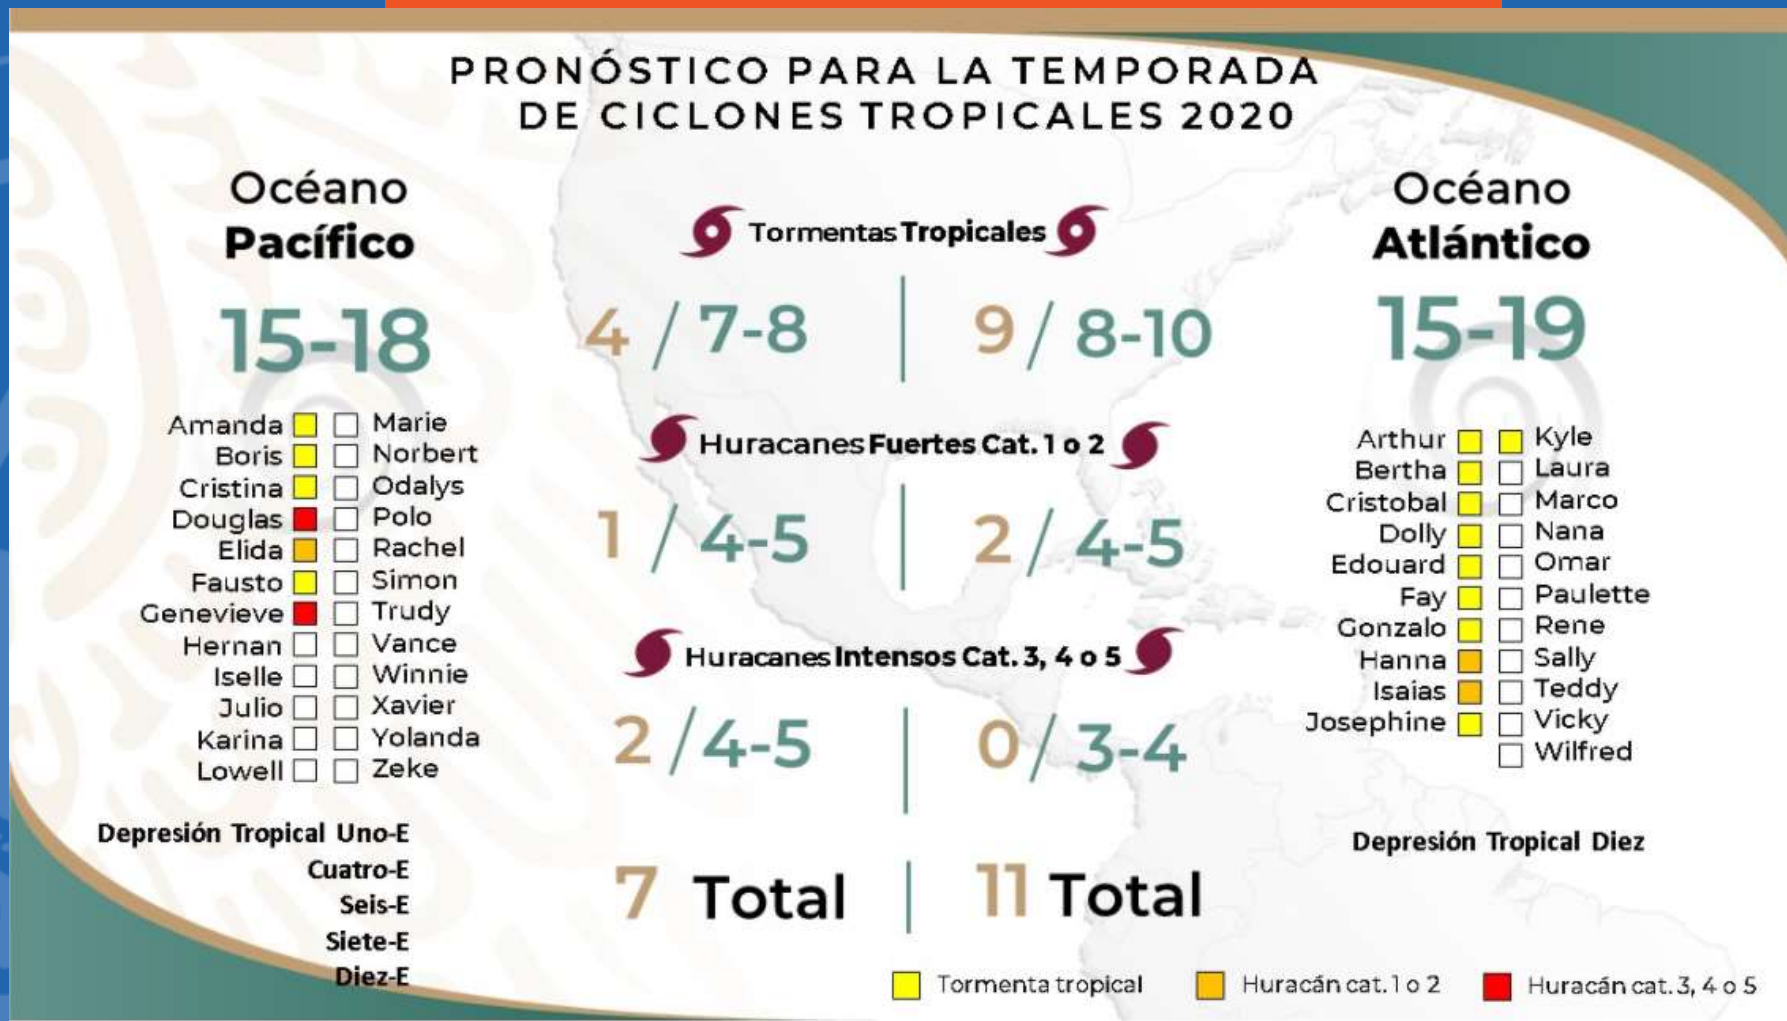 PRONÓSTICO PARA LA TEMPORADA
DE CICLONES TROPICALES 2020
Océano
Pacífico
15-18
Amanda Marie
Boris Norbert
Cristina Odalys
Douglas Polo
Elida Rachel
Fausto Simon
Genevieve Trudy
Hernan Vance
Iselle Winnie
Julio Xavier
Karina Yolanda
Lowell Zeke
Depresión Tropical Uno-E
Cuatro-E
Seis-E
Siete-E
Diez-E
Tormentas Tropicales
4 / 7-8 | 9 / 8-10
Huracanes Fuertes Cat. 1 o 2
1 / 4-5 | 2 / 4-5
Huracanes Intensos Cat. 3, 4 o 5
2 / 4-5 | 0 / 3-4
7 Total | 11 Total
Océano
Atlántico
15-19
Arthur Kyle
Bertha Laura
Cristobal Marco
Dolly Nana
Edouard Omar
Fay Paulette
Gonzalo Rene
Hanna Sally
Isaias Teddy
Josephine Vicky
Wilfred
Depresión Tropical Diez
Tormenta tropical Huracán cat. 1 o 2 Huracán cat. 3, 4 o 5